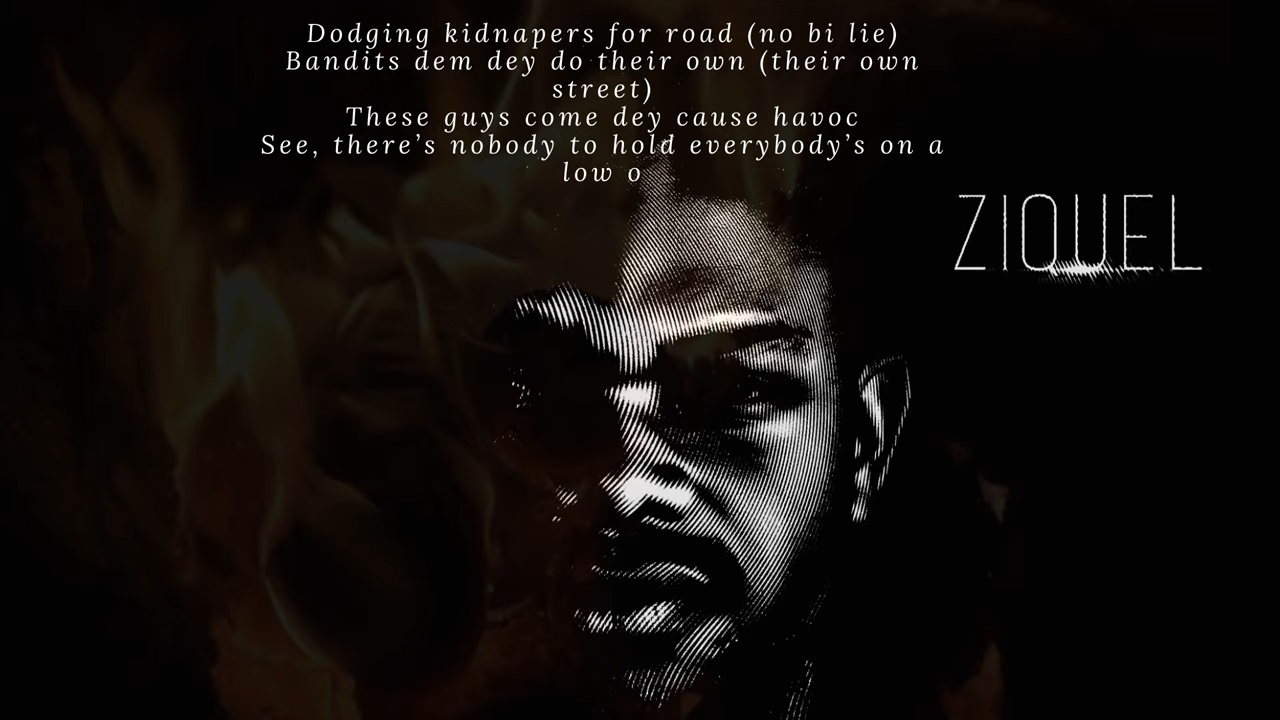 Dodging kidnapers for road (no bi lie)
Bandits dem dey do their own (their own
street)
These guys come dey cause havoc
See, there’s nobody to hold everybody’s on a
low o
ZIQUEL